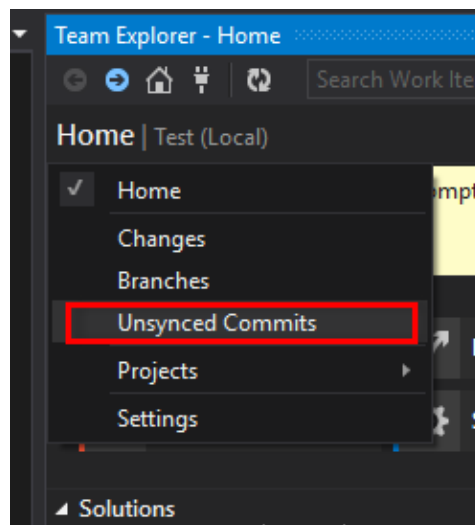 Team Explorer - Home
Search Work Ite
Home | Test (Local)
Home
Changes
Branches
Unsynced Commits
Projects
Settings
Solutions